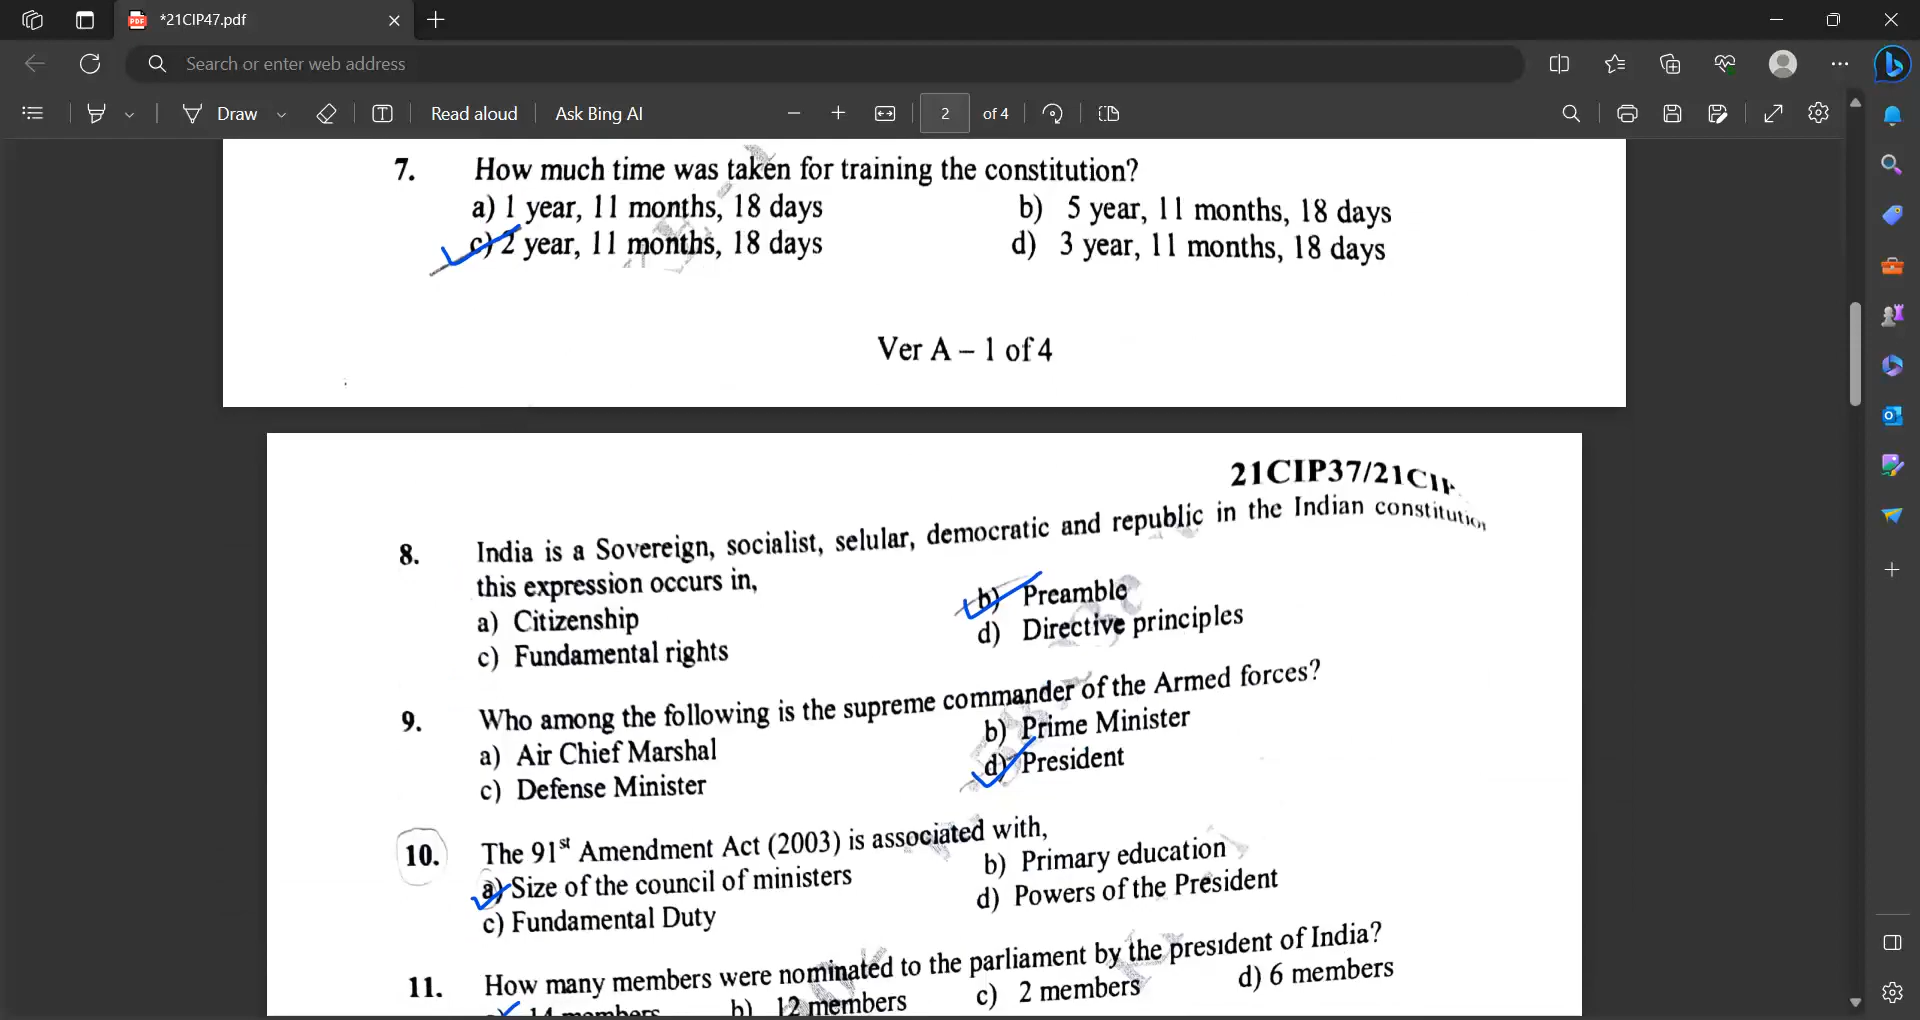 *21CIP47.pdf
Search or enter web address
Draw
Read aloud
Ask Bing AI
2 of 4
7. How much time was taken for training the constitution?
a) 1 year, 11 months, 18 days b) 5 year, 11 months, 18 days
c) 2 year, 11 months, 18 days d) 3 year, 11 months, 18 days
Ver A – 1 of 4
21CIP37/21CIP
8. India is a Sovereign, socialist, selular, democratic and republic in the Indian constitution
this expression occurs in,
a) Citizenship b) Preamble
c) Fundamental rights d) Directive principles
9. Who among the following is the supreme commander of the Armed forces?
a) Air Chief Marshal b) Prime Minister
c) Defense Minister d) President
10. The 91st Amendment Act (2003) is associated with,
a) Size of the council of ministers b) Primary education
c) Fundamental Duty d) Powers of the President
11. How many members were nominated to the parliament by the president of India?
14 members b) 12 members c) 2 members d) 6 members